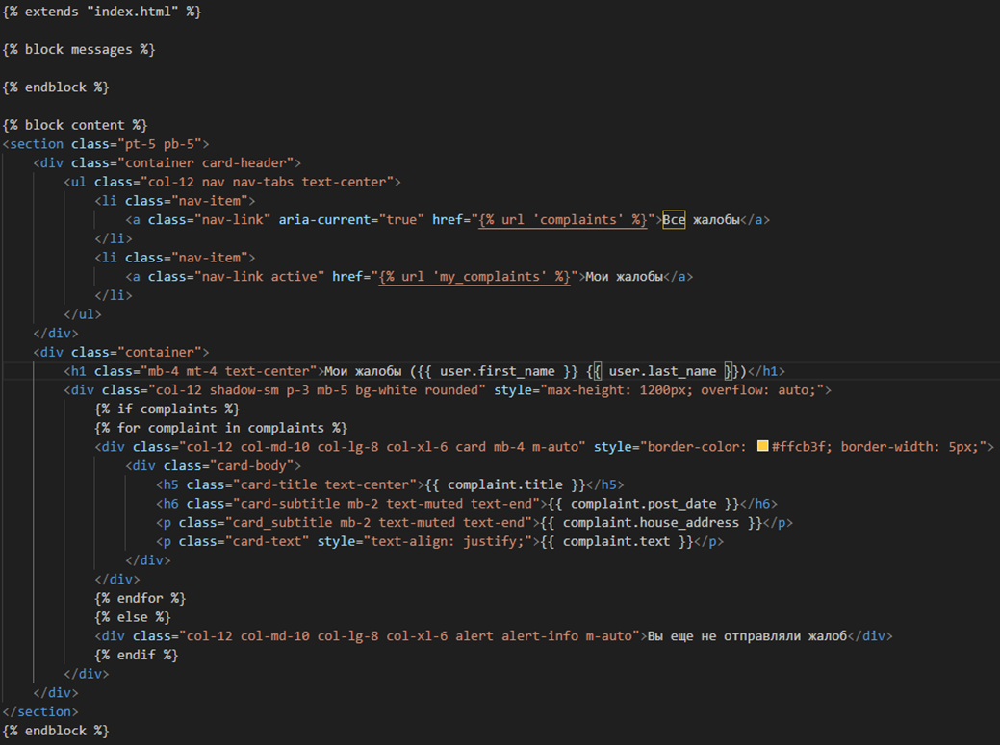 {% extends "index.html" %}
{% block messages %}
{% endblock %}
{% block content %}
<section class="pt-5 pb-5">
<div class="container card-header">
<ul class="col-12 nav nav-tabs text-center">
<li class="nav-item">
<a class="nav-link" aria-current="true" href="{% url 'complaints' %}">Все жалобы</a>
</li>
<li class="nav-item">
<a class="nav-link active" href="{% url 'my_complaints' %}">Мои жалобы</a>
</li>
</ul>
</div>
<div class="container">
<h1 class="mb-4 mt-4 text-center">Мои жалобы ({{ user.first_name }} {{ user.last_name }})</h1>
<div class="col-12 shadow-sm p-3 mb-5 bg-white rounded" style="max-height: 1200px; overflow: auto;">
{% if complaints %}
{% for complaint in complaints %}
<div class="col-12 col-md-10 col-lg-8 col-xl-6 card mb-4 m-auto" style="border-color: #ffcb3f; border-width: 5px;">
<div class="card-body">
<h5 class="card-title text-center">{{ complaint.title }}</h5>
<h6 class="card-subtitle mb-2 text-muted text-end">{{ complaint.post_date }}</h6>
<p class="card_subtitle mb-2 text-muted text-end">{{ complaint.house_address }}</p>
<p class="card-text" style="text-align: justify;">{{ complaint.text }}</p>
</div>
</div>
{% endfor %}
{% else %}
<div class="col-12 col-md-10 col-lg-8 col-xl-6 alert alert-info m-auto">Вы еще не отправляли жалоб</div>
{% endif %}
</div>
</div>
</section>
{% endblock %}